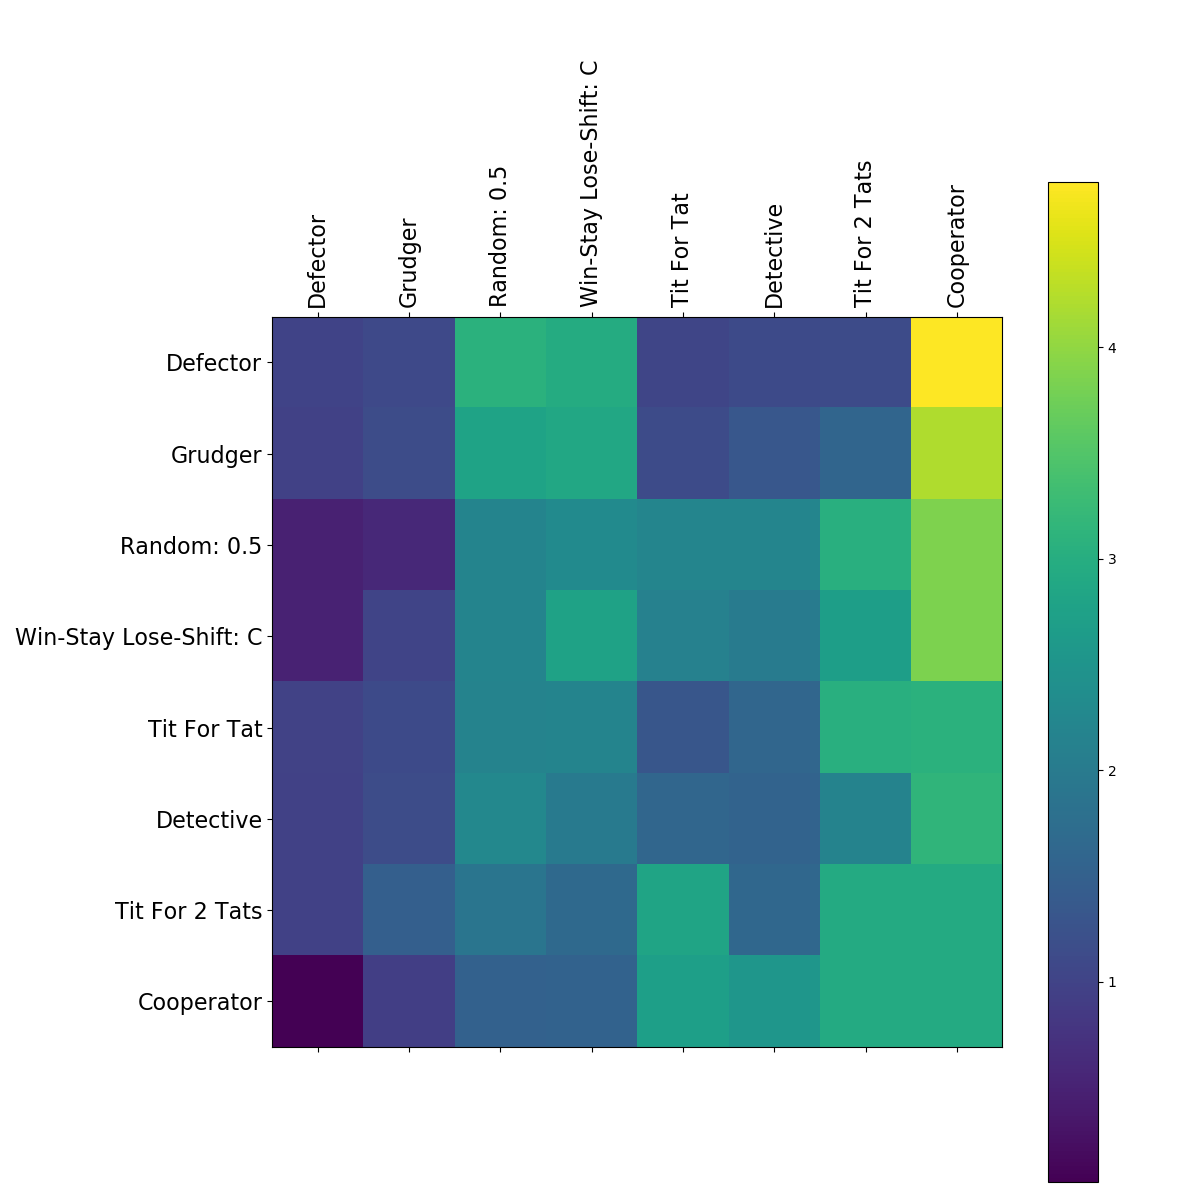 Defector
Grudger
Random: 0.5
Win-Stay Lose-Shift: C
Tit For Tat
Detective
Tit For 2 Tats
Cooperator
Defector
Grudger
Random: 0.5
Win-Stay Lose-Shift: C
Tit For Tat
Detective
Tit For 2 Tats
Cooperator
4
3
2
1